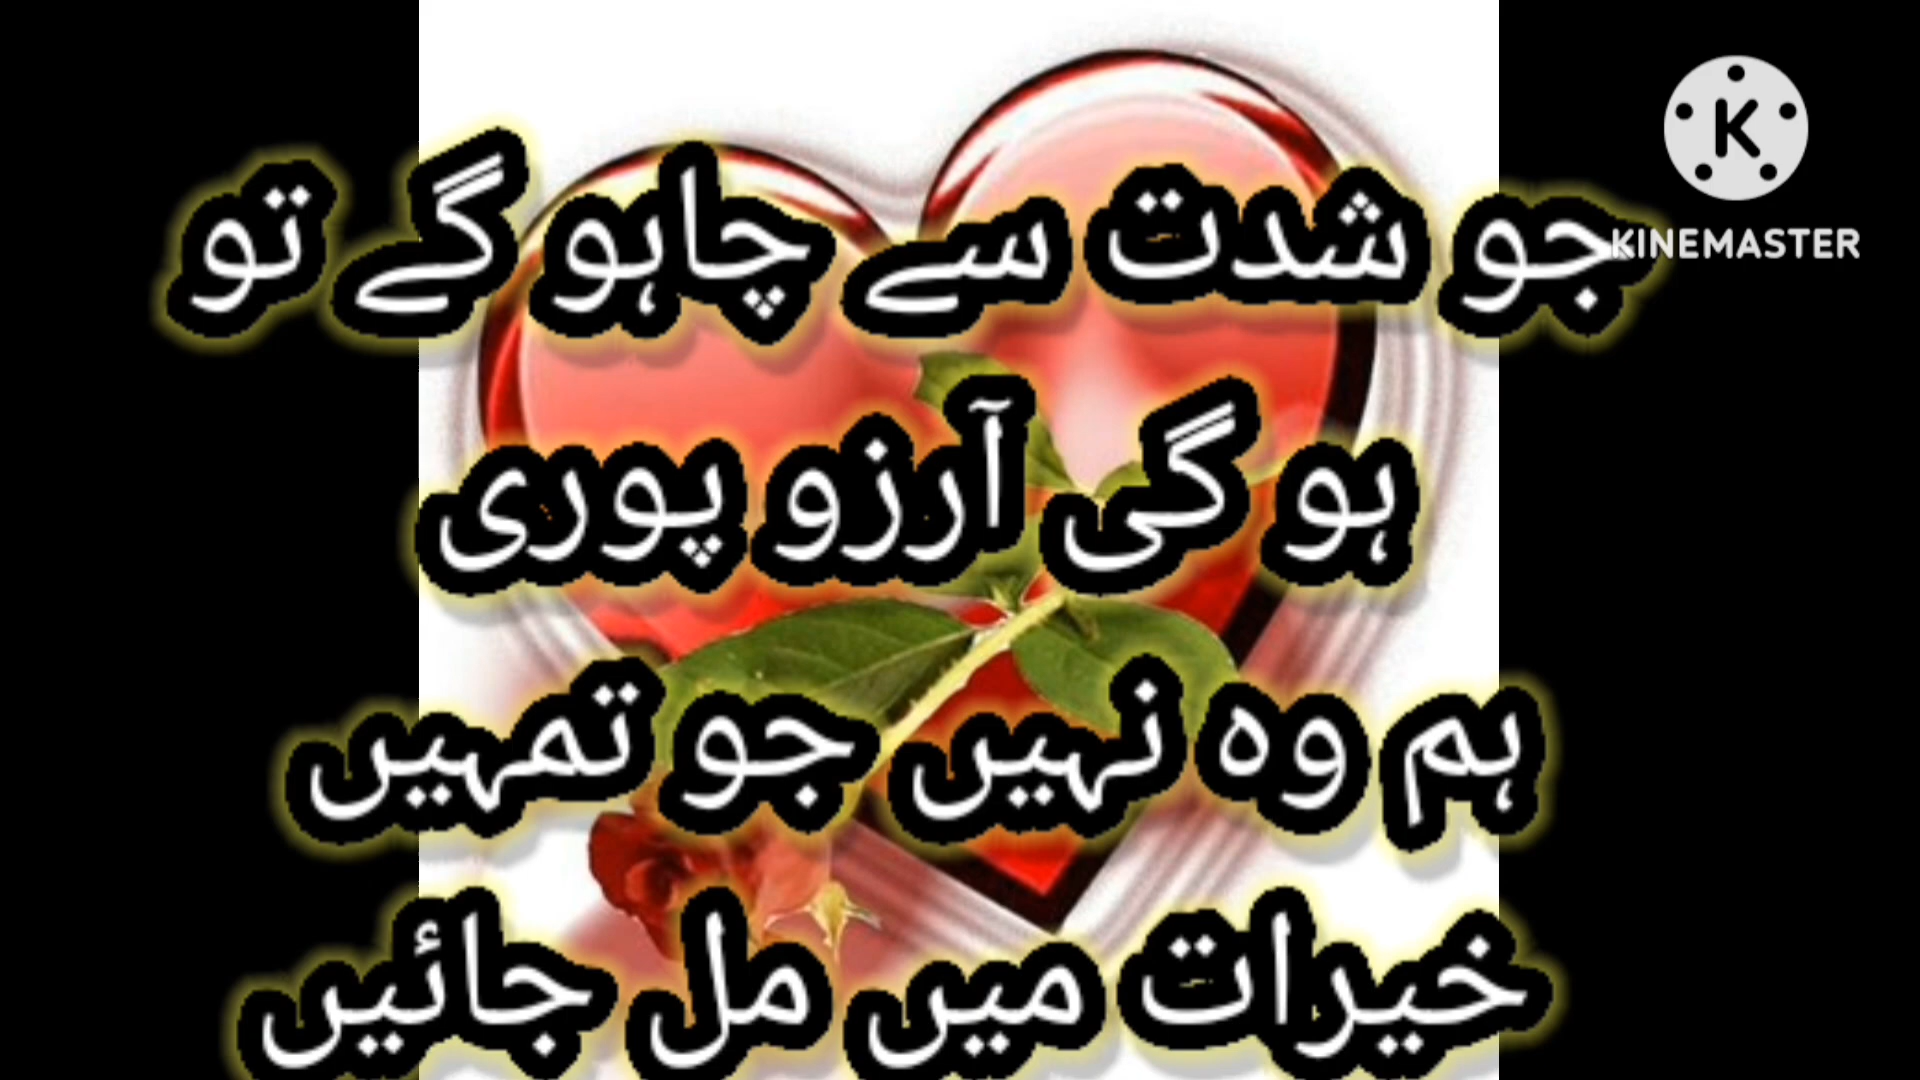 جو شدت سے چاہو گے تو
ہو گی آرزو پوری
ہم وہ نہیں جو تمہیں
خیرات میں مل جائیں
KINEMASTER